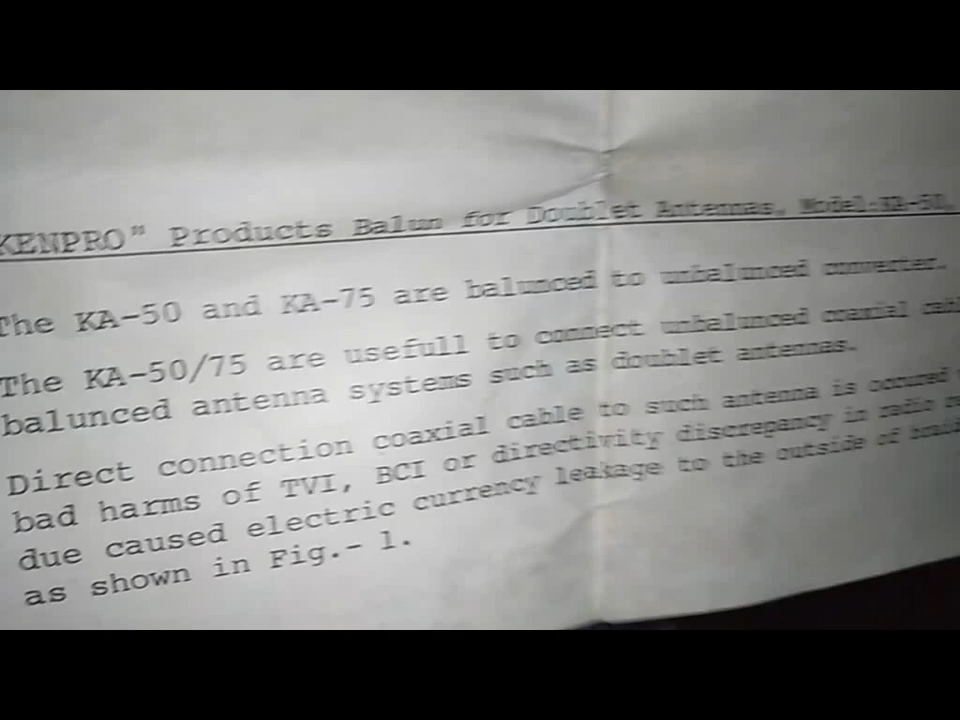 KENPRO" Products Balun for Doublet Antennas. Model:KA-50,
The KA-50 and KA-75 are balunced to unbalunced converter.
The KA-50/75 are usefull to connect unbalunced coaxial
balunced antenna systems such as doublet antennas.
Direct connection coaxial cable to such antenna is occured
bad harms of TVI, BCI or directivity discrepancy in radio
due caused electric currency leakage to the outside of
as shown in Fig.- 1.